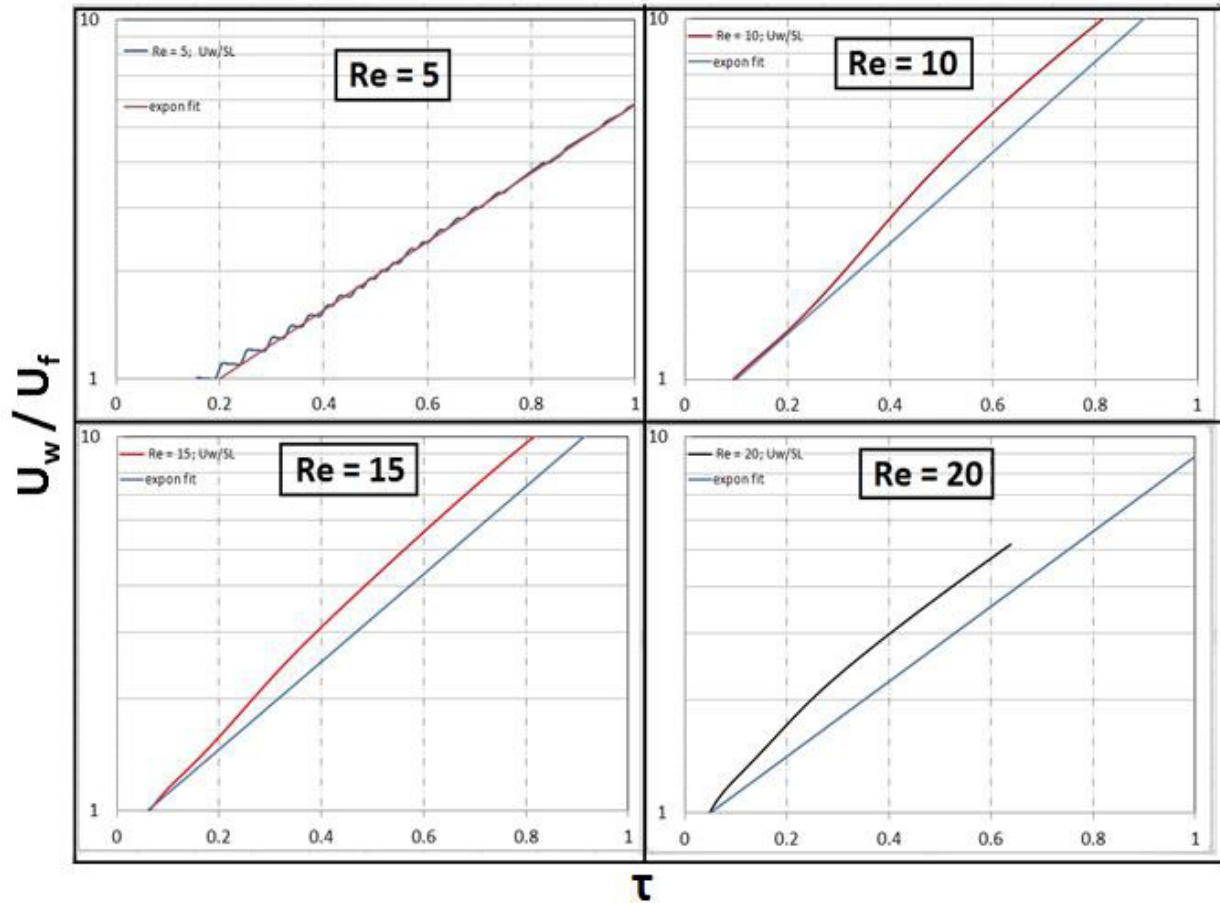 10
Re = 5; Uw/SL
Re = 5
expon fit
1
0 0.2 0.4 0.6 0.8 1
10
Re = 10; Uw/SL
expon fit
Re = 10
1
0 0.2 0.4 0.6 0.8 1
U_w / U_f
10
Re = 15; Uw/SL
expon fit
Re = 15
1
0 0.2 0.4 0.6 0.8 1
10
Re = 20; Uw/SL
expon fit
Re = 20
1
0 0.2 0.4 0.6 0.8 1
τ